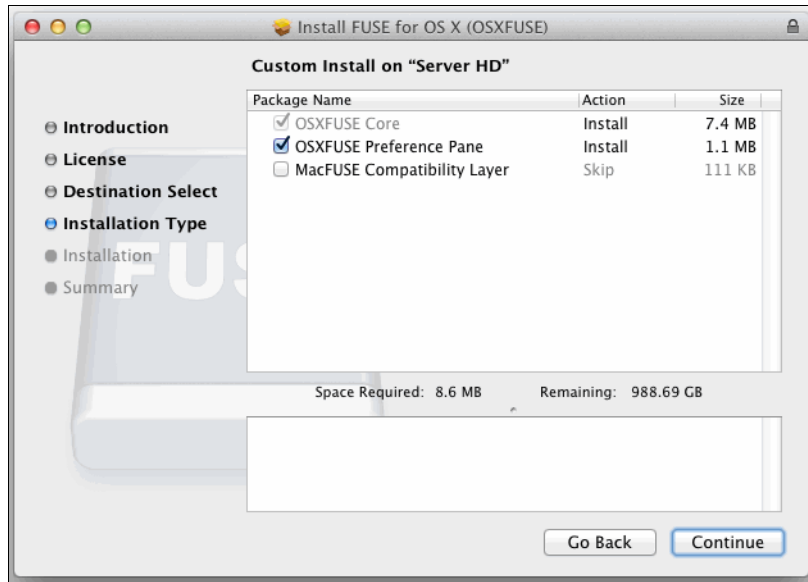 Install FUSE for OS X (OSXFUSE)
Custom Install on “Server HD”
Introduction
License
Destination Select
Installation Type
Installation
Summary
Package Name Action Size
OSXFUSE Core Install 7.4 MB
OSXFUSE Preference Pane Install 1.1 MB
MacFUSE Compatibility Layer Skip 111 KB
Space Required: 8.6 MB Remaining: 988.69 GB
FUS
Go Back Continue